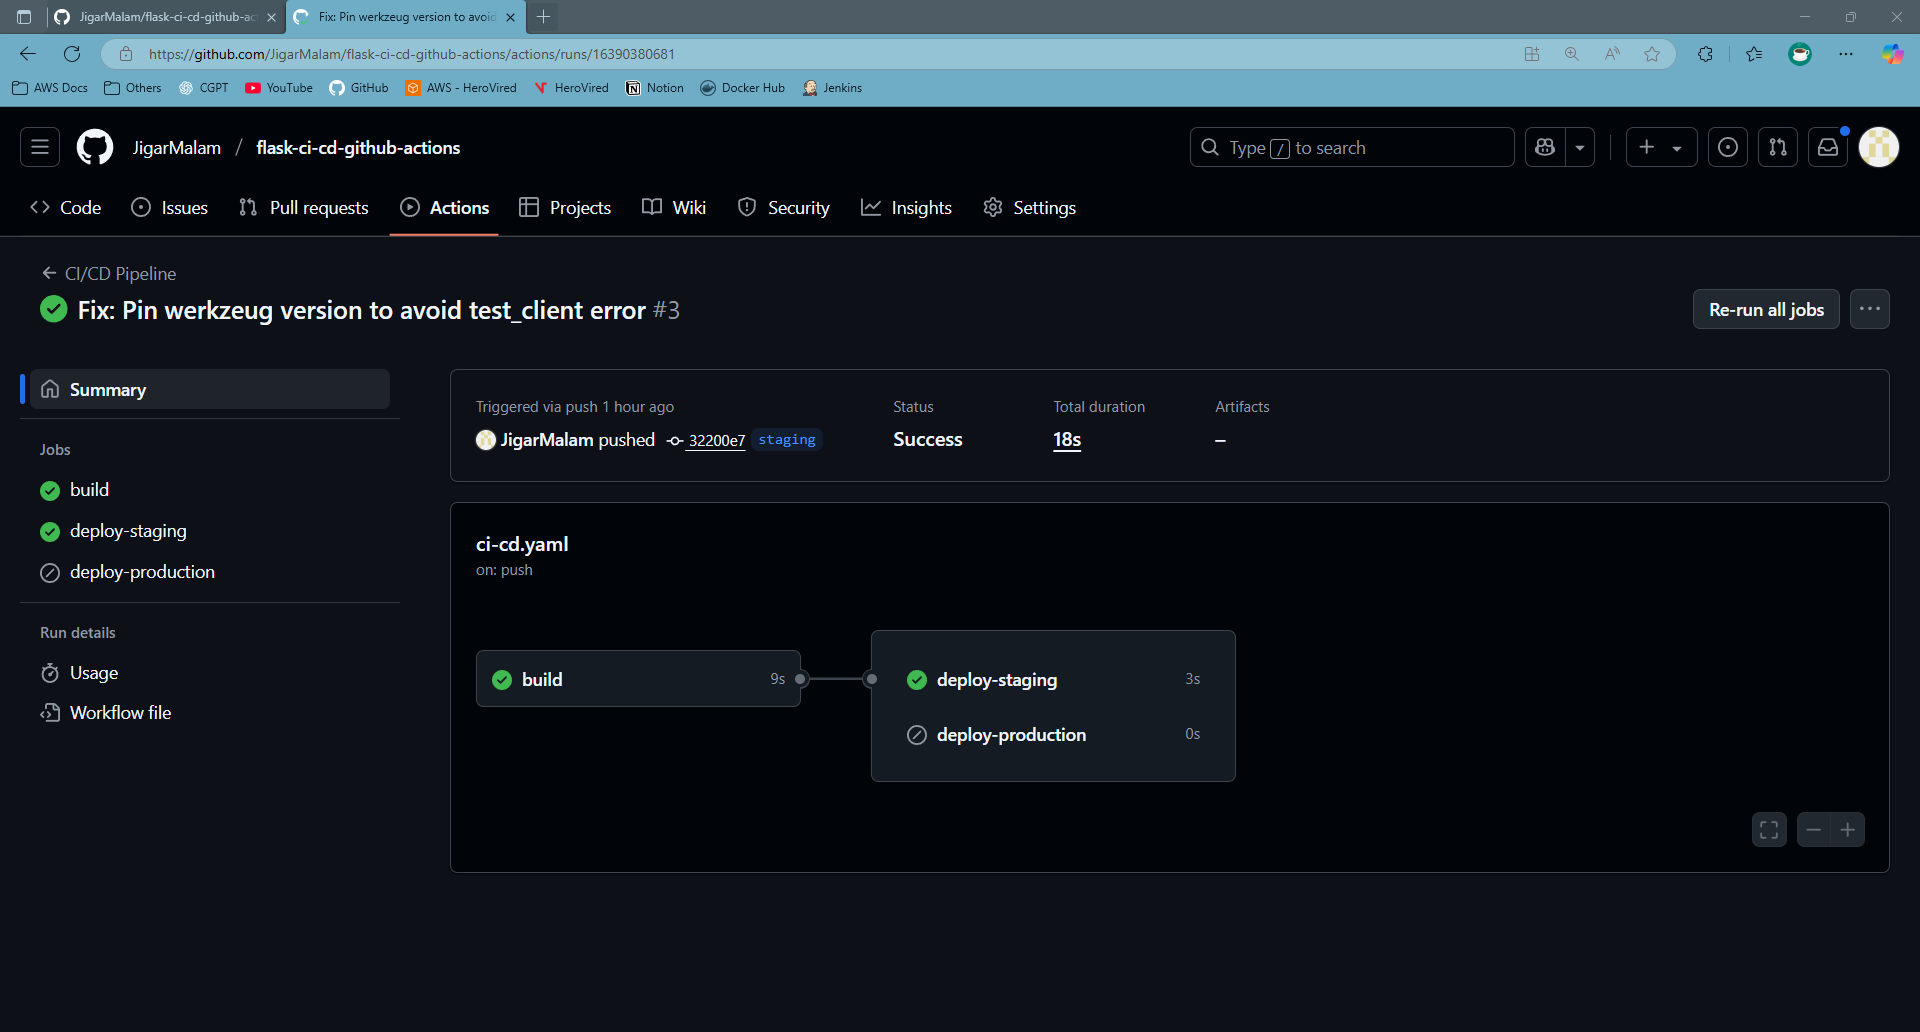 JigarMalam/flask-ci-cd-github-ac
Fix: Pin werkzeug version to avoid
https://github.com/JigarMalam/flask-ci-cd-github-actions/actions/runs/16390380681
AWS Docs Others CGPT YouTube GitHub AWS - HeroVired HeroVired Notion Docker Hub Jenkins
JigarMalam / flask-ci-cd-github-actions
Type / to search
Code Issues Pull requests Actions Projects Wiki Security Insights Settings
CI/CD Pipeline
Fix: Pin werkzeug version to avoid test_client error #3
Re-run all jobs
Summary
Jobs
build
deploy-staging
deploy-production
Run details
Usage
Workflow file
Triggered via push 1 hour ago
JigarMalam pushed 32200e7 staging
Status
Success
Total duration
18s
Artifacts
–
ci-cd.yaml
on: push
build 9s
deploy-staging 3s
deploy-production 0s